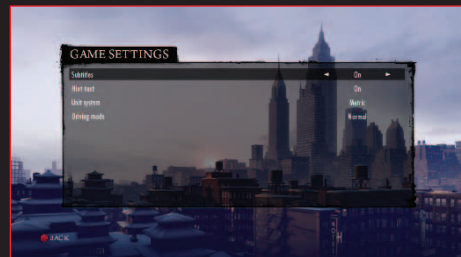 GAME SETTINGS
Subtitles On
Hint text On
Unit system Metric
Driving mode Normal
BACK